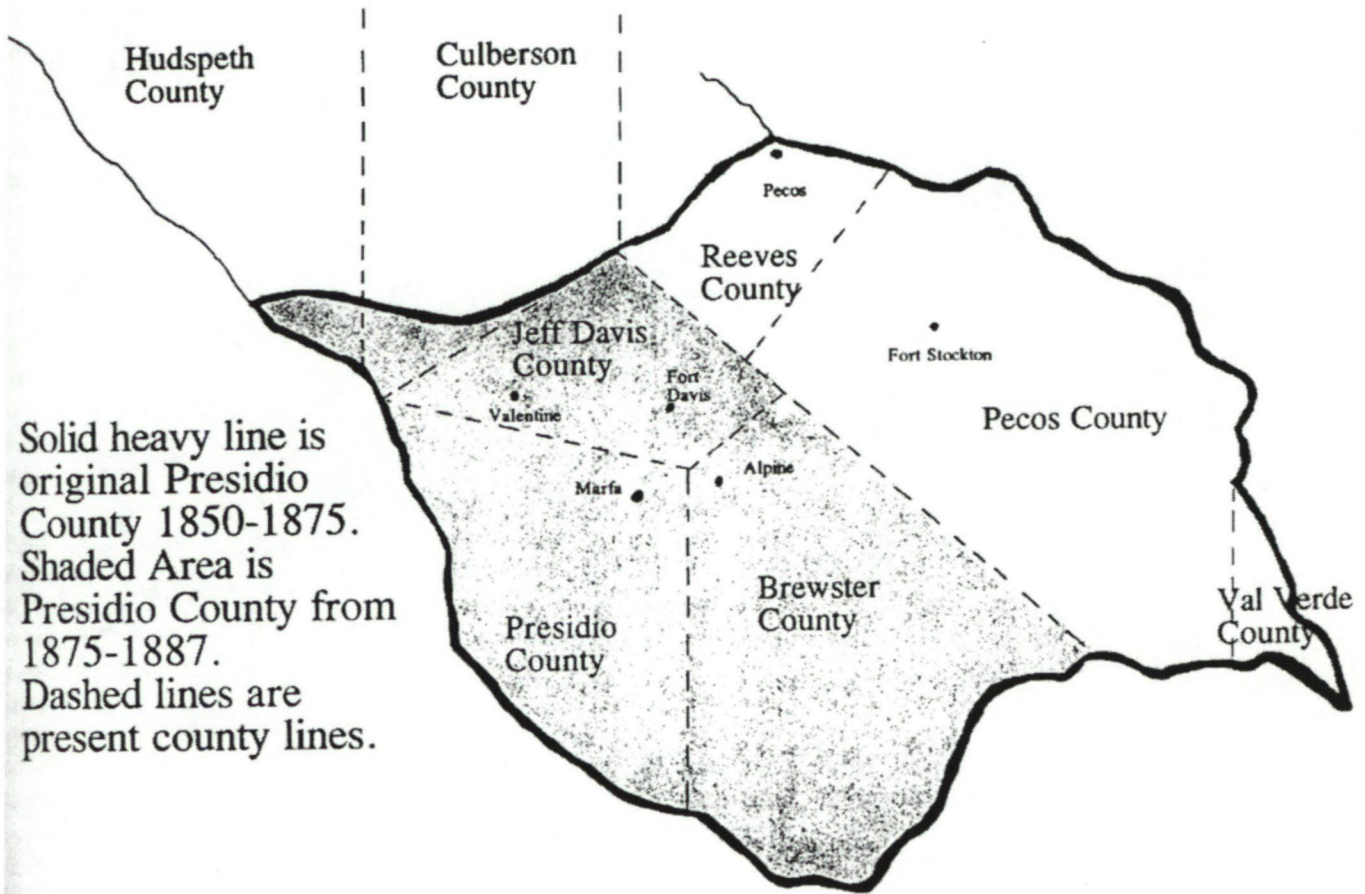 Hudspeth
County
Culberson
County
Pecos
Reeves
County
Jeff Davis
County
Fort Stockton
Fort
Davis
Valentine
Pecos County
Solid heavy line is
original Presidio
County 1850-1875.
Shaded Area is
Presidio County from
1875-1887.
Dashed lines are
present county lines.
Marfa
Alpine
Brewster
County
Presidio
County
Val Verde
County